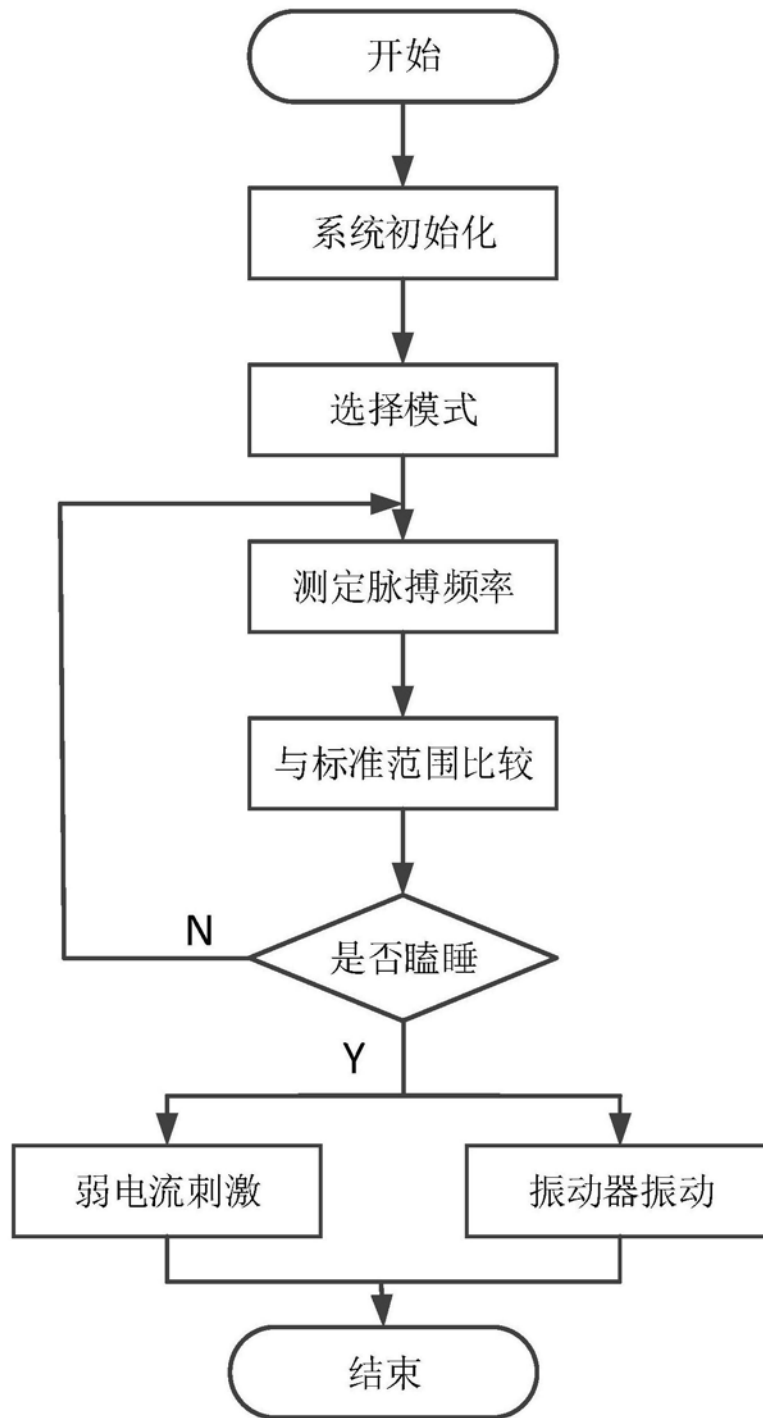 开始
系统初始化
选择模式
测定脉搏频率
与标准范围比较
N
是否瞌睡
Y
弱电流刺激
振动器振动
结束